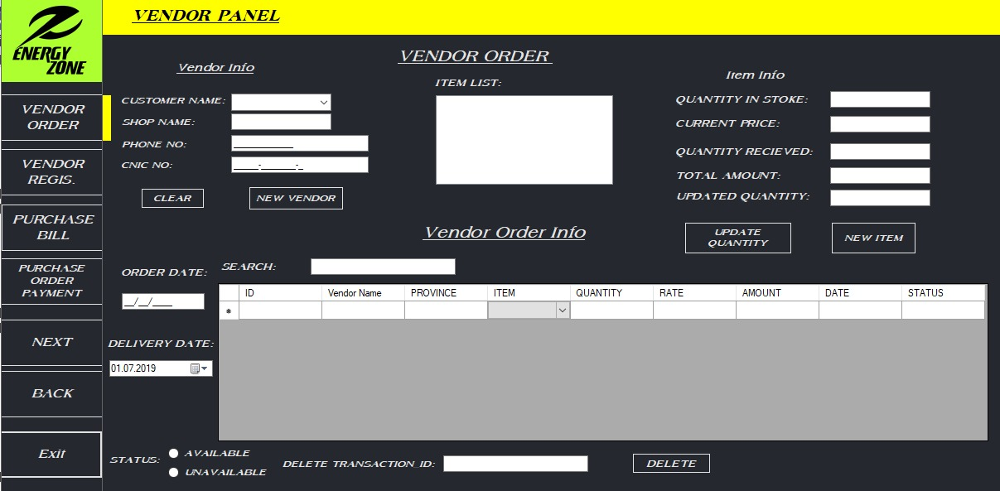 VENDOR PANEL
ENERGY
ZONE
VENDOR
ORDER
VENDOR
REGIS.
PURCHASE
BILL
PURCHASE
ORDER
PAYMENT
NEXT
BACK
Exit
VENDOR ORDER
Vendor Info
CUSTOMER NAME:
SHOP NAME:
PHONE NO: ___________
CNIC NO: _____-_______-_
CLEAR NEW VENDOR
ITEM LIST:
Item Info
QUANTITY IN STOKE:
CURRENT PRICE:
QUANTITY RECIEVED:
TOTAL AMOUNT:
UPDATED QUANTITY:
UPDATE
QUANTITY
NEW ITEM
Vendor Order Info
ORDER DATE:
__/__/____
DELIVERY DATE:
01.07.2019
SEARCH:
ID Vendor Name PROVINCE ITEM QUANTITY RATE AMOUNT DATE STATUS
*
STATUS:
AVAILABLE
UNAVAILABLE
DELETE TRANSACTION_ID:
DELETE